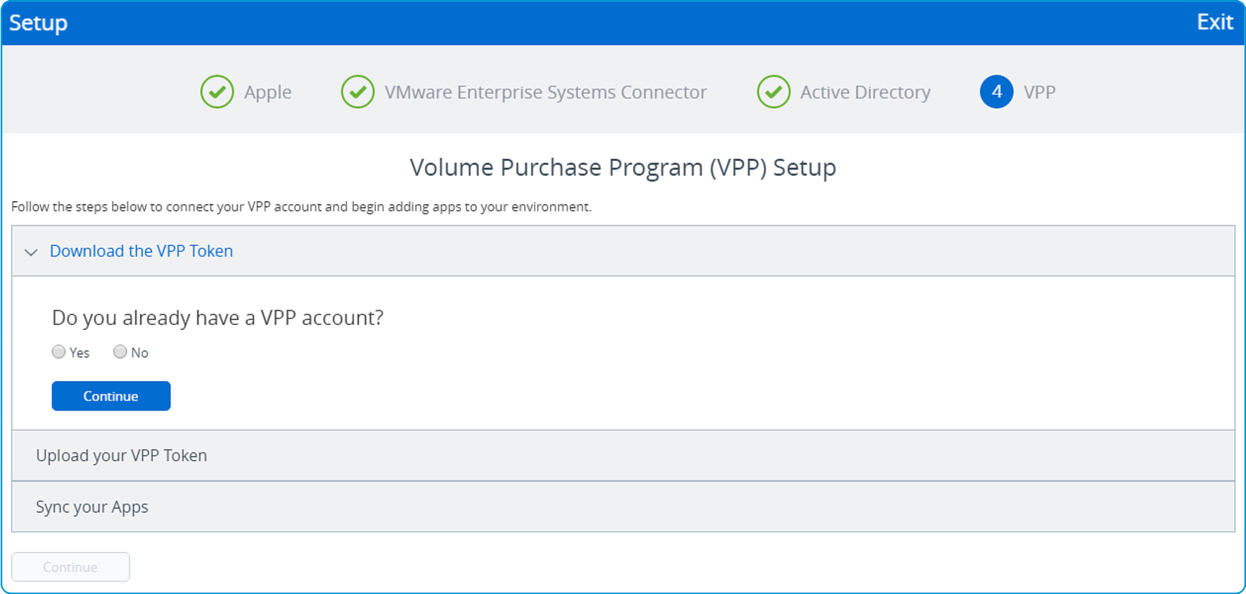 Setup Exit
Apple VMware Enterprise Systems Connector Active Directory 4 VPP
Volume Purchase Program (VPP) Setup
Follow the steps below to connect your VPP account and begin adding apps to your environment.
Download the VPP Token
Do you already have a VPP account?
Yes No
Continue
Upload your VPP Token
Sync your Apps
Continue